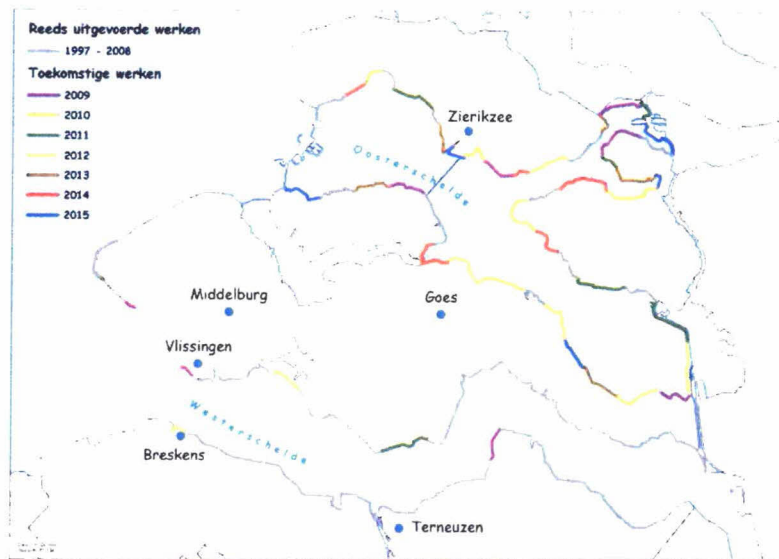 Reeds uitgevoerde werken
1997 - 2008
Toekomstige werken
2009
2010
2011
2012
2013
2014
2015
Zierikzee
Oosterschelde
Middelburg
Goes
Vlissingen
Westerschelde
Breskens
Terneuzen